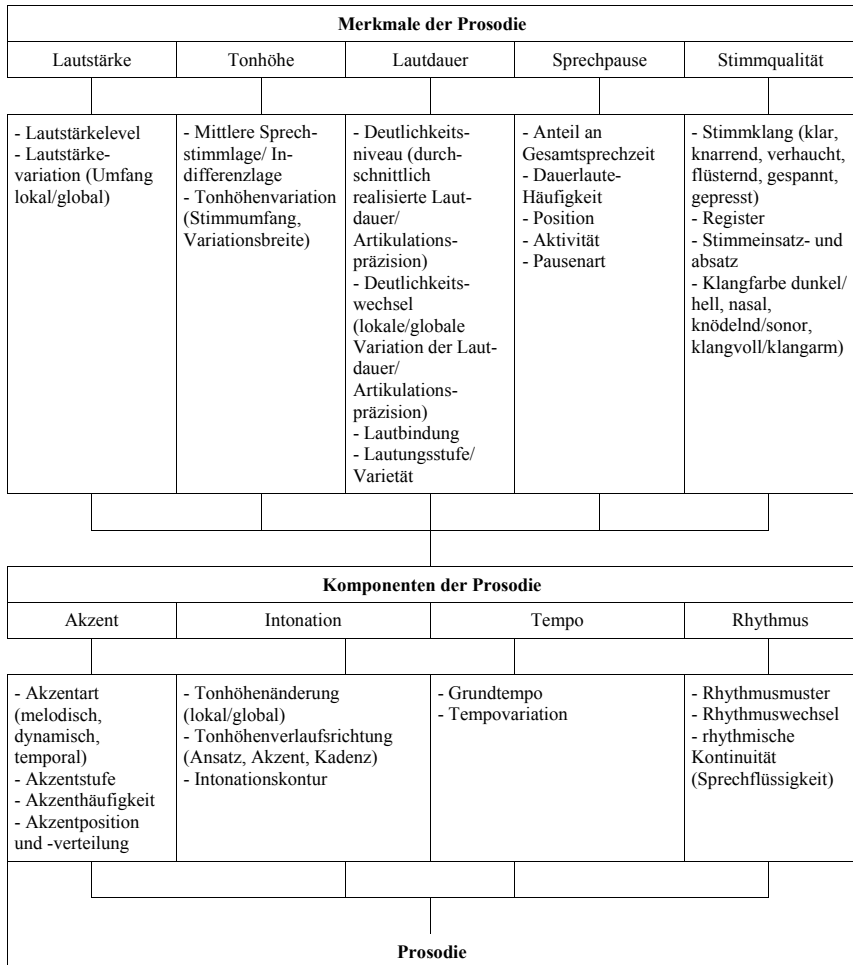 Merkmale der Prosodie
Lautstärke
Tonhöhe
Lautdauer
Sprechpause
Stimmqualität
- Lautstärkelevel
- Lautstärke-
variation (Umfang
lokal/global)
- Mittlere Sprech-
stimmlage/ In-
differenzlage
- Tonhöhenvariation
(Stimmumfang,
Variationsbreite)
- Deutlichkeits-
niveau (durch-
schnittlich
realisierte Laut-
dauer/
Artikulations-
präzision)
- Deutlichkeits-
wechsel
(lokale/globale
Variation der Laut-
dauer/
Artikulations-
präzision)
- Lautbindung
- Lautungsstufe/
Varietät
- Anteil an
Gesamtsprechzeit
- Dauerlaute-
Häufigkeit
- Position
- Aktivität
- Pausenart
- Stimmklang (klar,
knarrend, verhaucht,
flüsternd, gespannt,
gepresst)
- Register
- Stimmeinsatz- und
absatz
- Klangfarbe dunkel/
hell, nasal,
knödelnd/sonor,
klangvoll/klangarm)
Komponenten der Prosodie
Akzent
Intonation
Tempo
Rhythmus
- Akzentart
(melodisch,
dynamisch,
temporal)
- Akzentstufe
- Akzenthäufigkeit
- Akzentposition
und -verteilung
- Tonhöhenänderung
(lokal/global)
- Tonhöhenverlaufsrichtung
(Ansatz, Akzent, Kadenz)
- Intonationskontur
- Grundtempo
- Tempovariation
- Rhythmusmuster
- Rhythmuswechsel
- rhythmische
Kontinuität
(Sprechflüssigkeit)
Prosodie